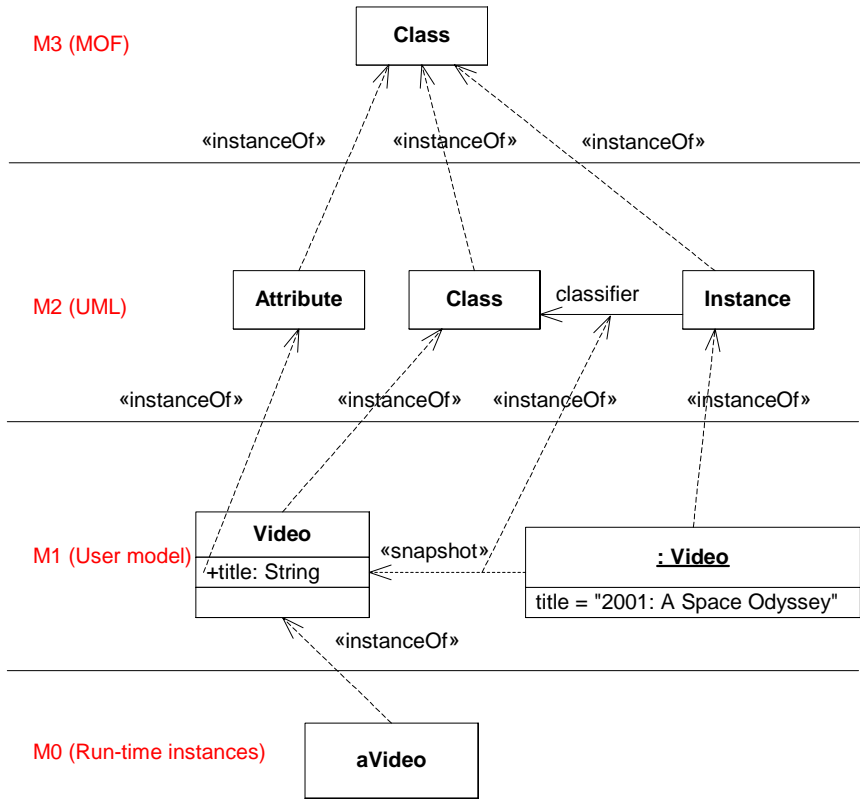 M3 (MOF)
Class
«instanceOf»
«instanceOf»
«instanceOf»
M2 (UML)
Attribute
Class
classifier
Instance
«instanceOf»
«instanceOf»
«instanceOf»
«instanceOf»
M1 (User model)
Video
+title: String
«snapshot»
: Video
title = "2001: A Space Odyssey"
«instanceOf»
M0 (Run-time instances)
aVideo